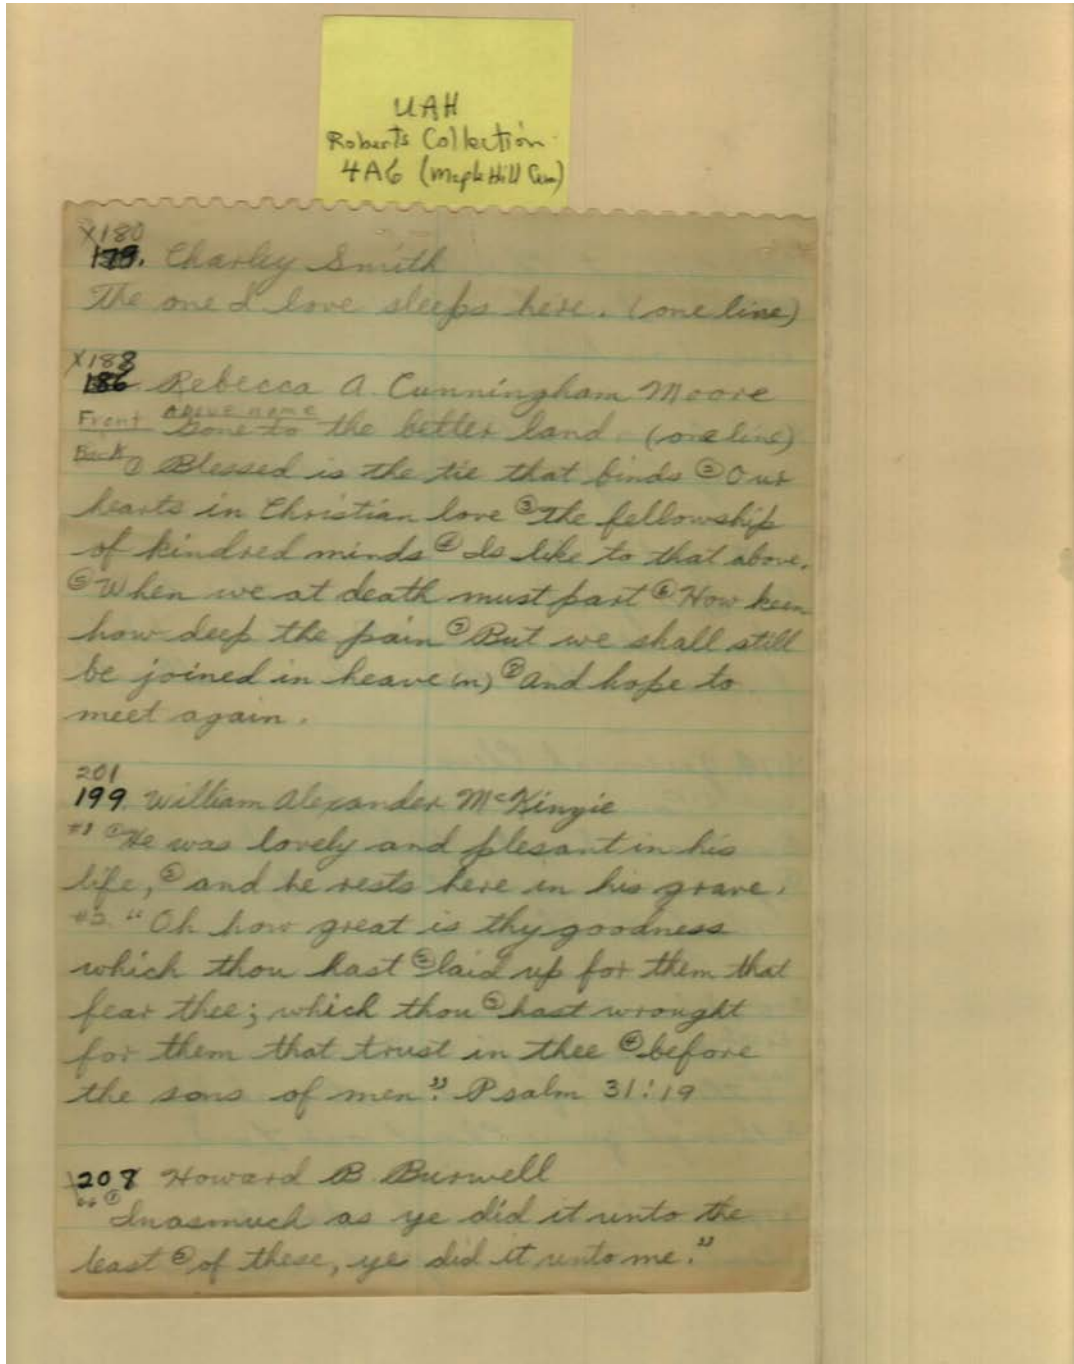 UAH
Roberts Collection
4A6 (Maple Hill Cem)
X180
179. Charley Smith
The one I love sleeps here. (one line)
X188
186 Rebecca A. Cunningham Moore
Front above name Gone to the better land. (one line)
Back ① Blessed is the tie that binds ② Our
hearts in Christian love ③ The fellowship
of kindred minds ④ Is like to that above.
⑤ When we at death must part ⑥ How keen
how deep the pain ⑦ But we shall still
be joined in heave(n) ⑧ And hope to
meet again.
201
199. William Alexander McKinzie
#1 ① He was lovely and plesant in his
life, ② and he rests here in his grave.
"Oh how great is thy goodness
which thou hast ② laid up for them that
fear thee; which thou ③ hast wrought
for them that trust in thee ④ before
the sons of men." Psalm 31:19
208 Howard B. Burwell
"① Inasmuch as ye did it unto the
least ② of these, ye did it unto me."